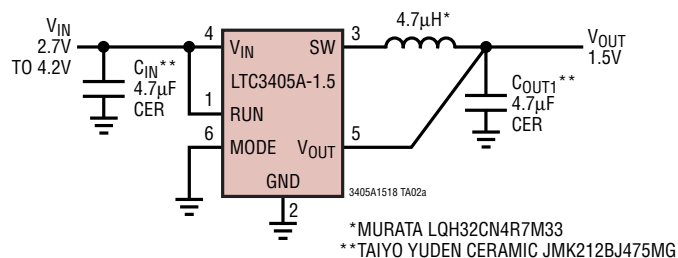 VIN
2.7V
TO 4.2V
CIN**
4.7µF
CER
4
VIN
SW
3
4.7µH*
VOUT
1.5V
LTC3405A-1.5
COUT1**
4.7µF
CER
1
RUN
6
MODE
VOUT
5
GND
2
3405A1518 TA02a
*MURATA LQH32CN4R7M33
**TAIYO YUDEN CERAMIC JMK212BJ475MG